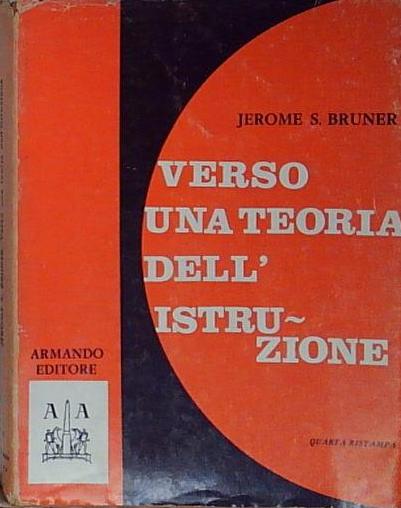 JEROME S. BRUNER
VERSO
UNA TEORIA
DELL'
ISTRU~
ZIONE
ARMANDO
EDITORE
A A
QUARTA RISTAMPA